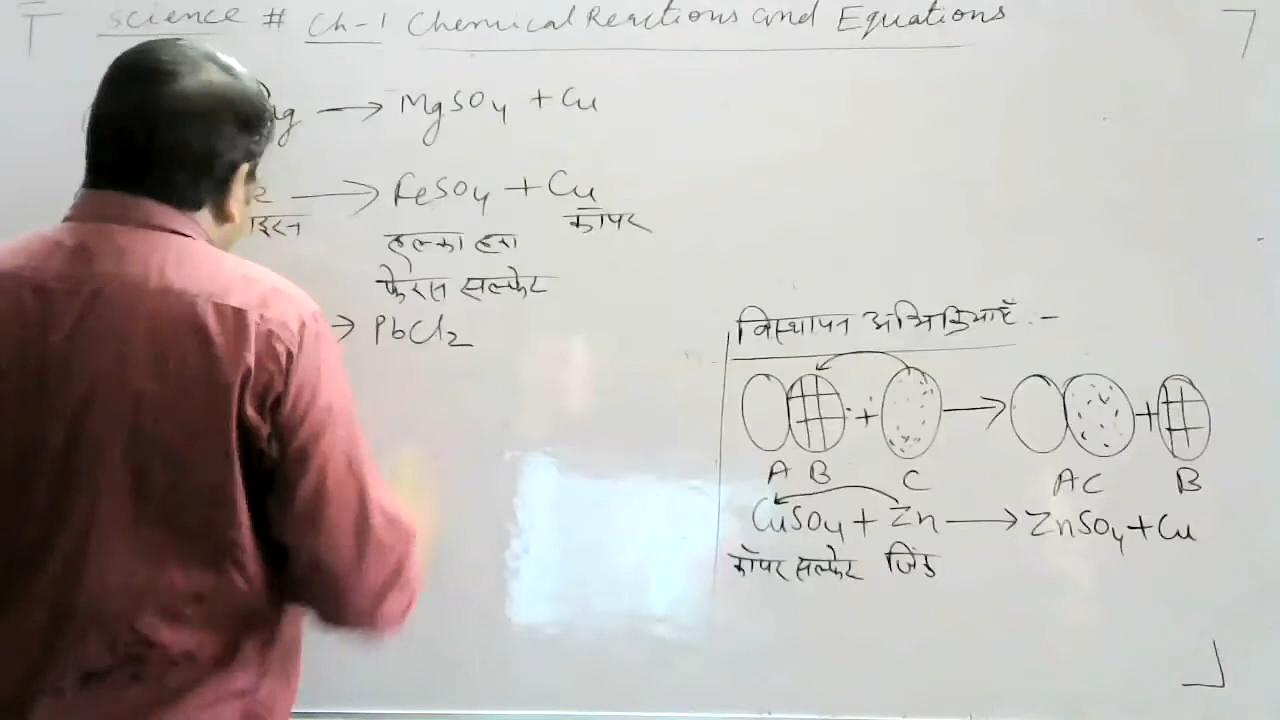 science # Ch-1 Chemical Reactions and Equations
g → MgSO4 + Cu
→ FeSO4 + Cu
इरन कॉपर
हल्का हरा
फेरस सल्फेट
→ PbCl2
विस्थापन अभिक्रियाएँ :-
+ → +
A B C AC B
CuSO4 + Zn → ZnSO4 + Cu
कॉपर सल्फेट जिंक